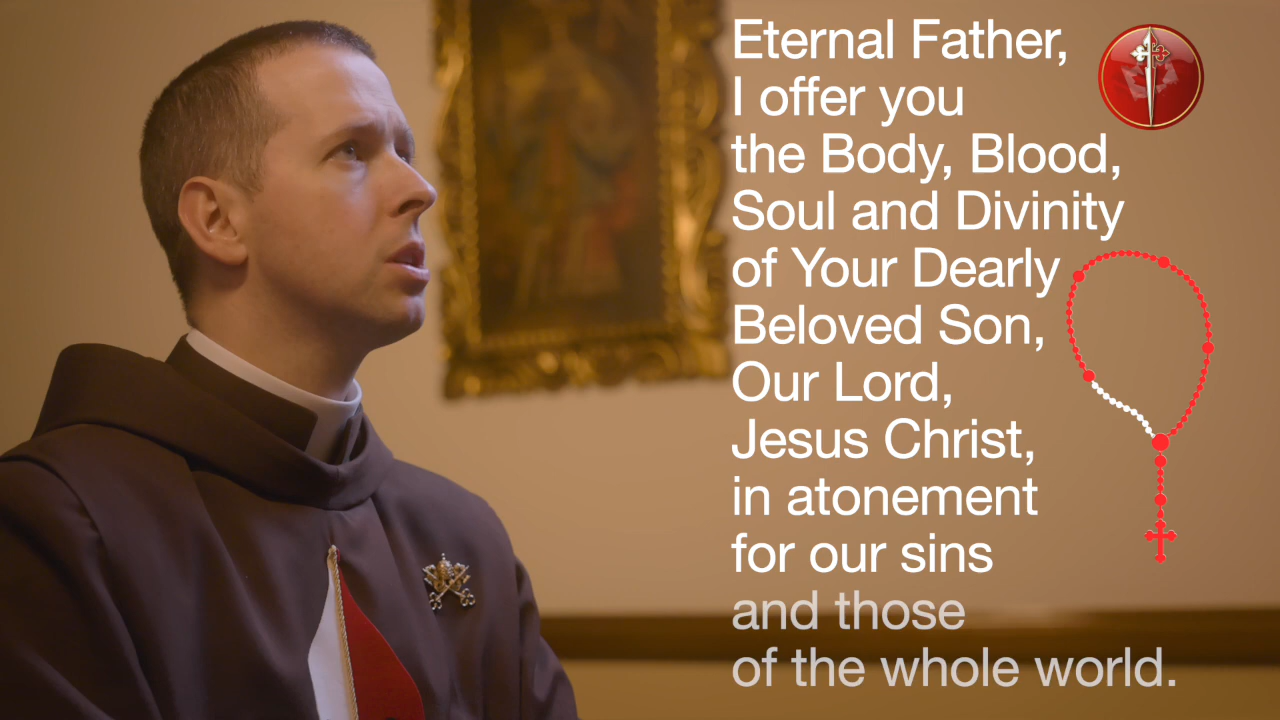 Eternal Father,
I offer you
the Body, Blood,
Soul and Divinity
of Your Dearly
Beloved Son,
Our Lord,
Jesus Christ,
in atonement
for our sins
and those
of the whole world.